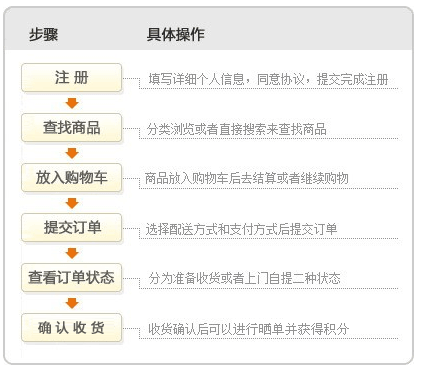 步骤 具体操作
注 册 填写详细个人信息，同意协议，提交完成注册
查找商品 分类浏览或者直接搜索来查找商品
放入购物车 商品放入购物车后去结算或者继续购物
提交订单 选择配送方式和支付方式后提交订单
查看订单状态 分为准备收货或者上门自提二种状态
确 认 收 货 收货确认后可以进行晒单并获得积分